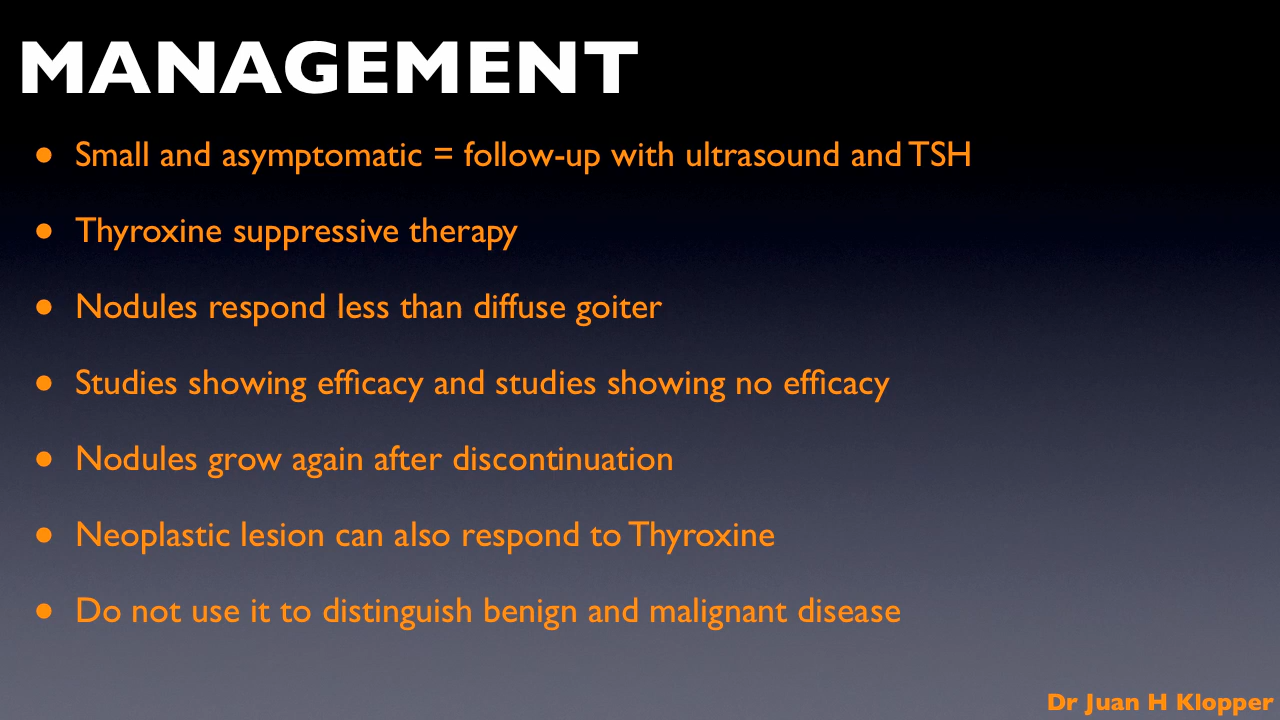 MANAGEMENT
• Small and asymptomatic = follow-up with ultrasound and TSH
• Thyroxine suppressive therapy
• Nodules respond less than diffuse goiter
• Studies showing efficacy and studies showing no efficacy
• Nodules grow again after discontinuation
• Neoplastic lesion can also respond to Thyroxine
• Do not use it to distinguish benign and malignant disease
Dr Juan H Klopper